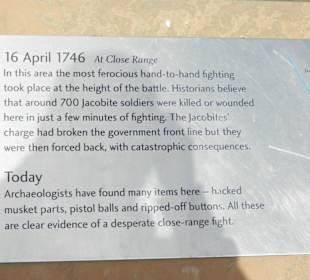 16 April 1746 At Close Range
In this area the most ferocious hand-to-hand fighting
took place at the height of the battle. Historians believe
that around 700 Jacobite soldiers were killed or wounded
here in just a few minutes of fighting. The Jacobites'
charge had broken the government front line but they
were then forced back, with catastrophic consequences.
Today
Archaeologists have found many items here – hacked
musket parts, pistol balls and ripped-off buttons. All these
are clear evidence of a desperate close-range fight.